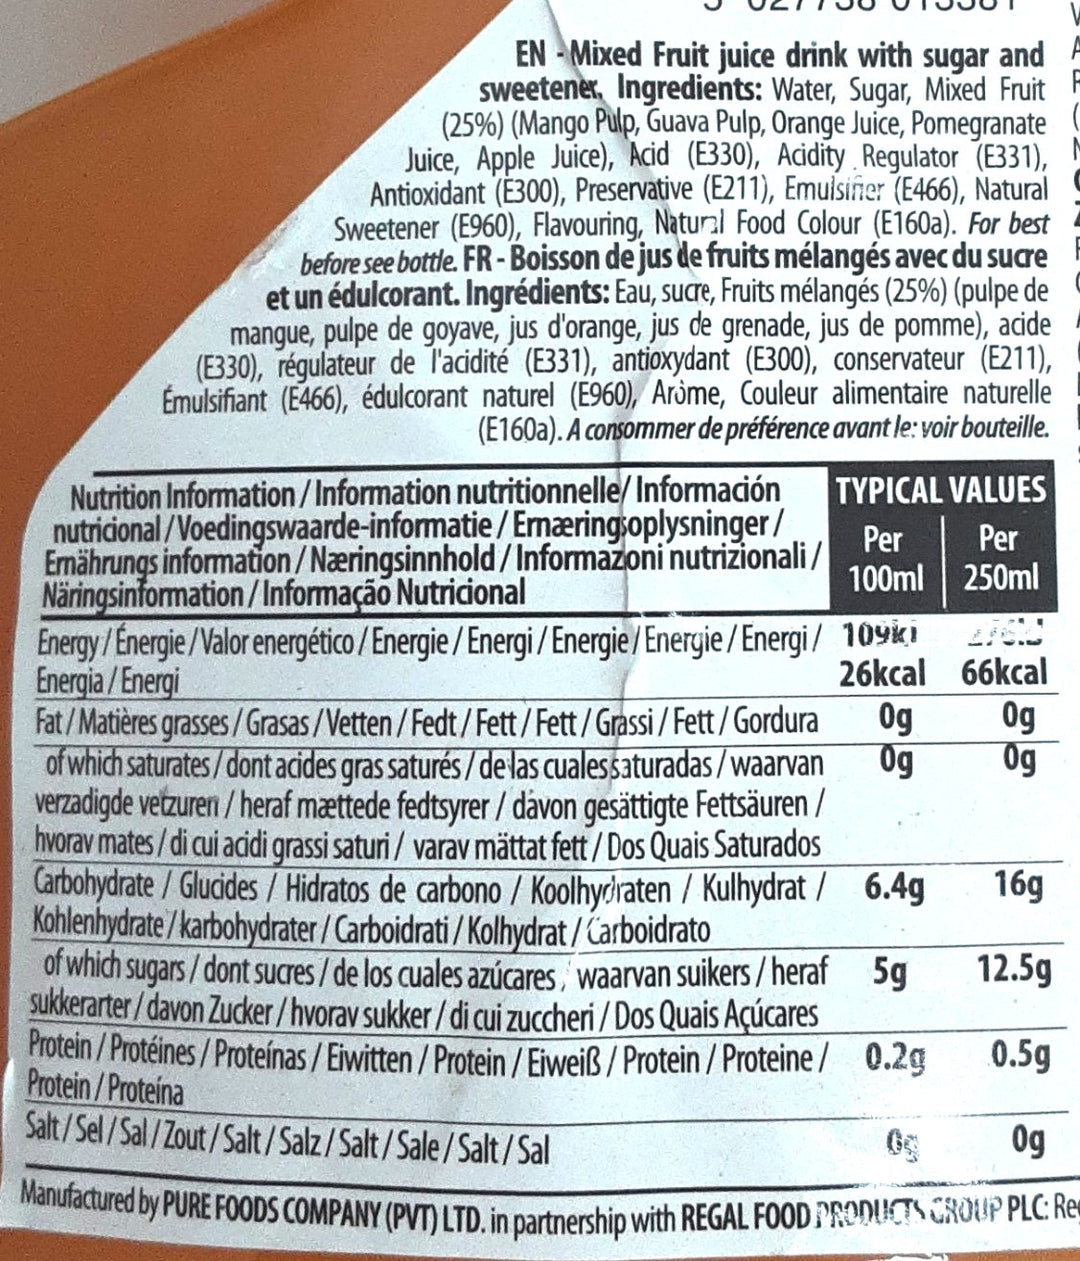 EN - Mixed Fruit juice drink with sugar and
sweetener. Ingredients: Water, Sugar, Mixed Fruit
(25%) (Mango Pulp, Guava Pulp, Orange Juice, Pomegranate
Juice, Apple Juice), Acid (E330), Acidity Regulator (E331),
Antioxidant (E300), Preservative (E211), Emulsifier (E466), Natural
Sweetener (E960), Flavouring, Natural Food Colour (E160a). For best
before see bottle. FR - Boisson de jus de fruits mélangés avec du sucre
et un édulcorant. Ingrédients: Eau, sucre, Fruits mélangés (25%) (pulpe de
mangue, pulpe de goyave, jus d'orange, jus de grenade, jus de pomme), acide
(E330), régulateur de l'acidité (E331), antioxydant (E300), conservateur (E211),
Émulsifiant (E466), édulcorant naturel (E960), Arôme, Couleur alimentaire naturelle
(E160a). A consommer de préférence avant le: voir bouteille.
Nutrition Information / Information nutritionnelle / Información
nutricional / Voedingswaarde-informatie / Ernæringsoplysninger /
Ernährungs information / Næringsinnhold / Informazoni nutrizionali /
Näringsinformation / Informação Nutricional
TYPICAL VALUES
Per 100ml Per 250ml
Energy / Énergie / Valor energético / Energie / Energi / Energie / Energie / Energi / 109kj
Energia / Energi 26kcal 66kcal
Fat / Matières grasses / Grasas / Vetten / Fedt / Fett / Fett / Grassi / Fett / Gordura 0g 0g
of which saturates / dont acides gras saturés / de las cuales saturadas / waarvan 0g 0g
verzadigde vetzuren / heraf mættede fedtsyrer / davon gesättigte Fettsäuren /
hvorav mates / di cui acidi grassi saturi / varav mättat fett / Dos Quais Saturados
Carbohydrate / Glucides / Hidratos de carbono / Koolhydraten / Kulhydrat / 6.4g 16g
Kohlenhydrate / karbohydrater / Carboidrati / Kolhydrat / Carboidrato
of which sugars / dont sucres / de los cuales azúcares / waarvan suikers / heraf 5g 12.5g
sukkerarter / davon Zucker / hvorav sukker / di cui zuccheri / Dos Quais Açúcares
Protein / Protéines / Proteínas / Eiwitten / Protein / Eiweiß / Protein / Proteine / 0.2g 0.5g
Protein / Proteína
Salt / Sel / Sal / Zout / Salt / Salz / Salt / Sale / Salt / Sal 0g 0g
Manufactured by PURE FOODS COMPANY (PVT) LTD. in partnership with REGAL FOOD PRODUCTS GROUP PLC: